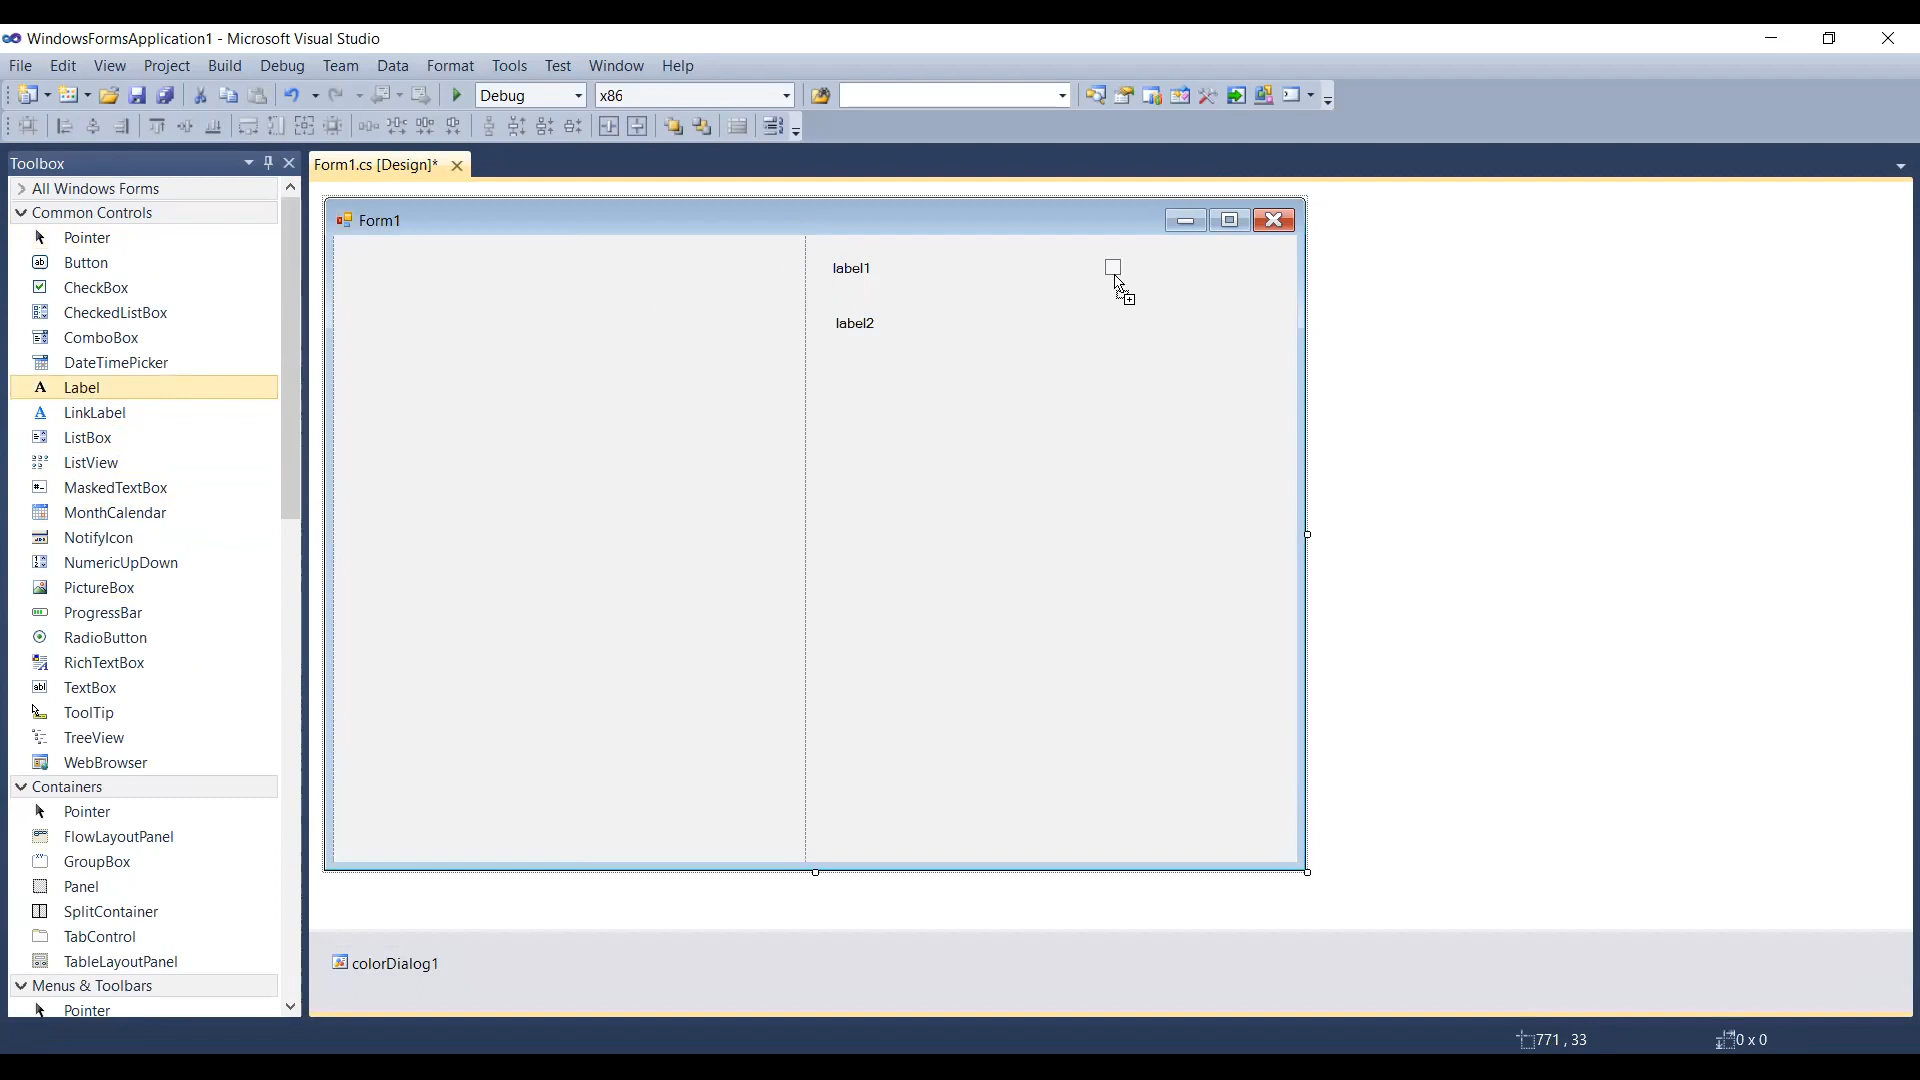 WindowsFormsApplication1 - Microsoft Visual Studio
File Edit View Project Build Debug Team Data Format Tools Test Window Help
Debug x86
Toolbox
Form1.cs [Design]*
All Windows Forms
Common Controls
Pointer
Button
CheckBox
CheckedListBox
ComboBox
DateTimePicker
Label
LinkLabel
ListBox
ListView
MaskedTextBox
MonthCalendar
NotifyIcon
NumericUpDown
PictureBox
ProgressBar
RadioButton
RichTextBox
TextBox
ToolTip
TreeView
WebBrowser
Containers
Pointer
FlowLayoutPanel
GroupBox
Panel
SplitContainer
TabControl
TableLayoutPanel
Menus & Toolbars
Pointer
Form1
label1
label2
colorDialog1
771 , 33
0 x 0